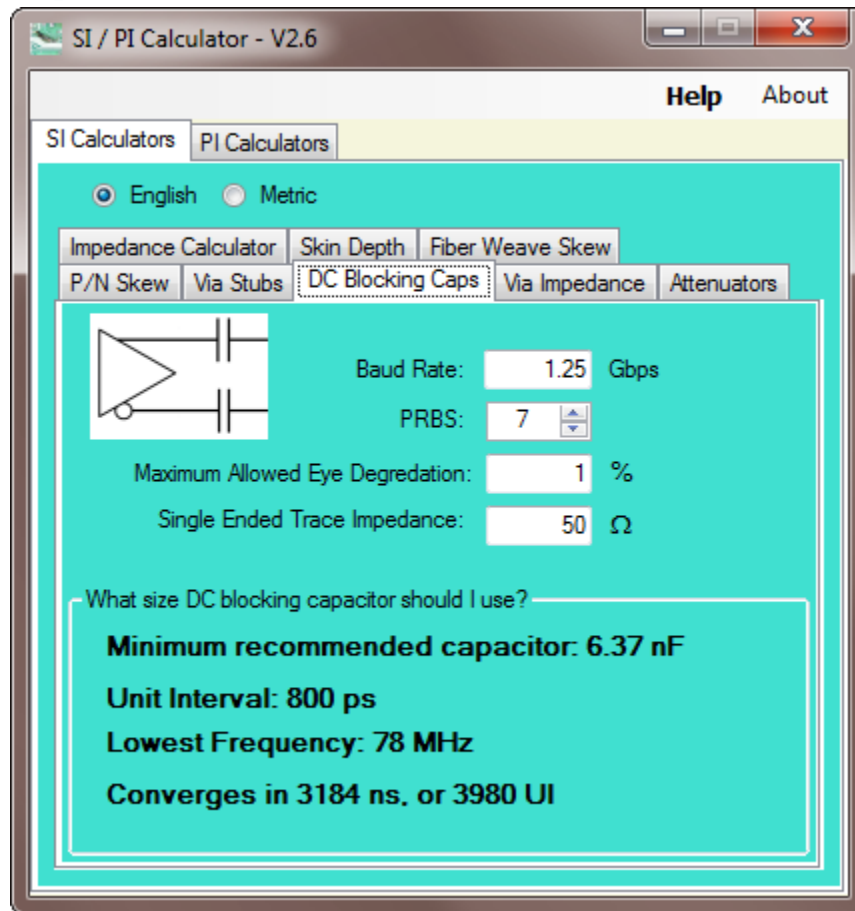 SI / PI Calculator - V2.6
Help About
SI Calculators PI Calculators
English Metric
Impedance Calculator Skin Depth Fiber Weave Skew
P/N Skew Via Stubs DC Blocking Caps Via Impedance Attenuators
Baud Rate: 1.25 Gbps
PRBS: 7
Maximum Allowed Eye Degredation: 1 %
Single Ended Trace Impedance: 50 Ω
What size DC blocking capacitor should I use?
Minimum recommended capacitor: 6.37 nF
Unit Interval: 800 ps
Lowest Frequency: 78 MHz
Converges in 3184 ns, or 3980 UI